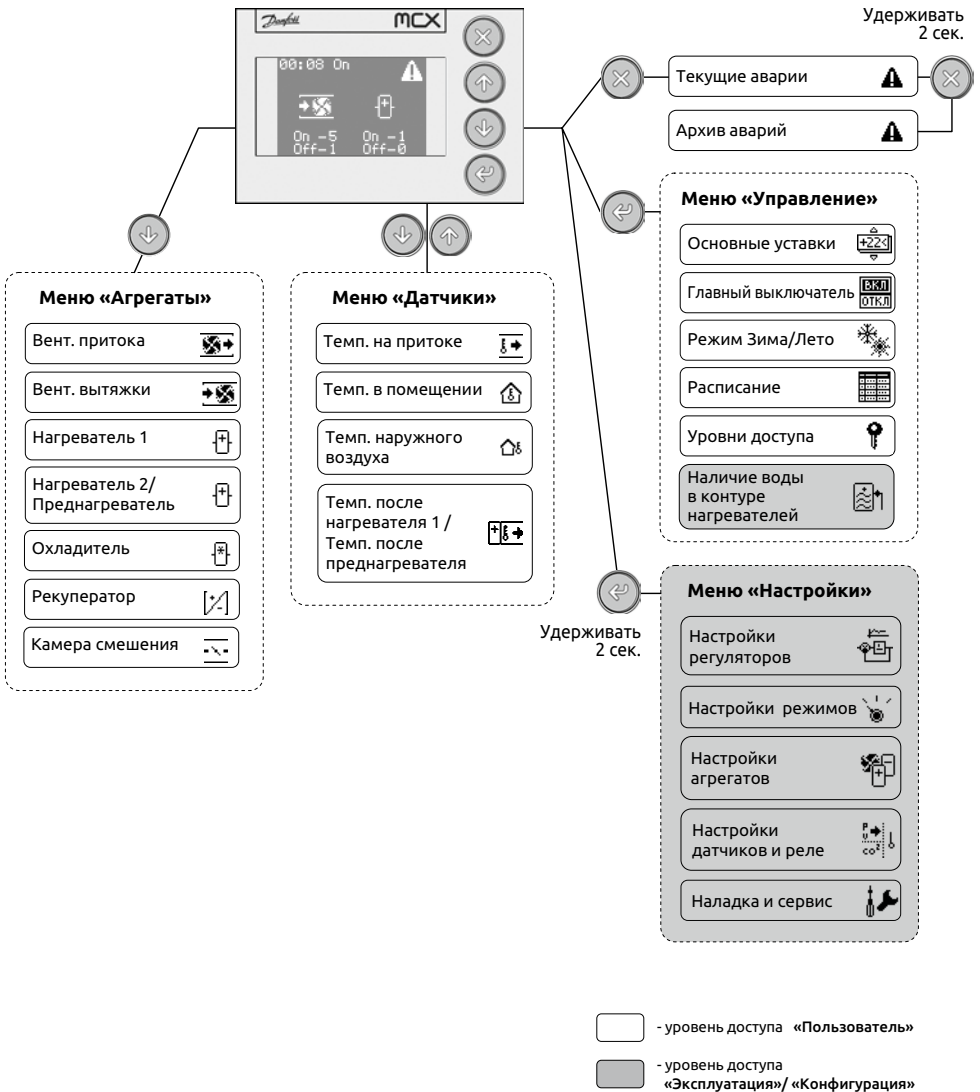 Danfoss
MCX
00:08 On
On -5 On -1
Off-1 Off-0
Удерживать
2 сек.
Текущие аварии
Архив аварий
Меню «Управление»
Основные уставки
+22
Главный выключатель
ВКЛ
ОТКЛ
Режим Зима/Лето
Расписание
Уровни доступа
Наличие воды
в контуре
нагревателей
Меню «Агрегаты»
Вент. притока
Вент. вытяжки
Нагреватель 1
Нагреватель 2/
Преднагреватель
Охладитель
Рекуператор
Камера смешения
Меню «Датчики»
Темп. на притоке
Темп. в помещении
Темп. наружного
воздуха
Темп. после
нагревателя 1 /
Темп. после
преднагревателя
Удерживать
2 сек.
Меню «Настройки»
Настройки
регуляторов
Настройки режимов
Настройки
агрегатов
Настройки
датчиков и реле
P
U
co²
Наладка и сервис
- уровень доступа «Пользователь»
- уровень доступа
«Эксплуатация»/ «Конфигурация»